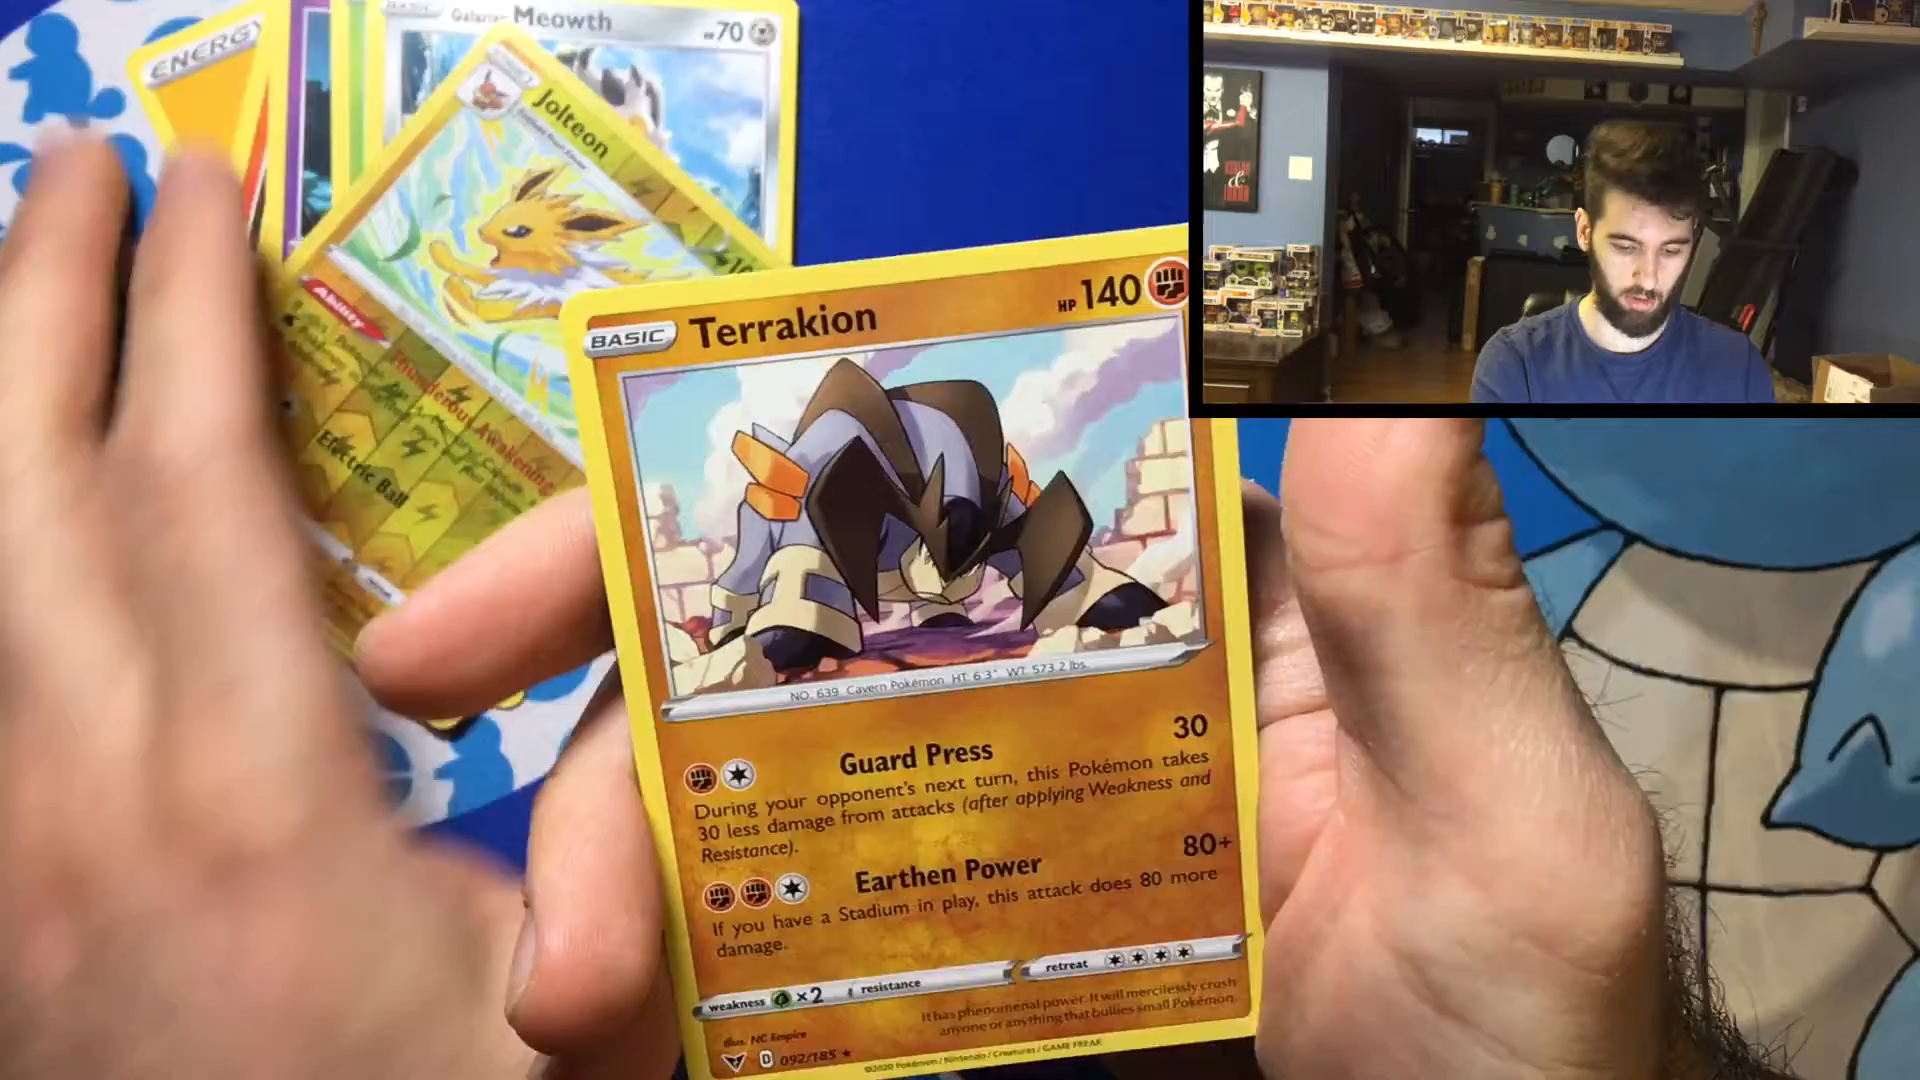 ENERGY
BASIC
Galarian Meowth
HP 70
Jolteon
Ability
Thunderous Awakening
Electric Ball
BASIC
Terrakion
HP 140
NO. 639 Cavern Pokémon HT: 6'3" WT: 573.2 lbs.
Guard Press 30
During your opponent's next turn, this Pokémon takes
30 less damage from attacks (after applying Weakness and
Resistance).
Earthen Power 80+
If you have a Stadium in play, this attack does 80 more
damage.
weakness ×2 resistance retreat
It has phenomenal power. It will mercilessly crush
anyone or anything that bullies small Pokémon.
Illus. NC Empire
D 092/185 ★
©2020 Pokémon / Nintendo / Creatures / GAME FREAK